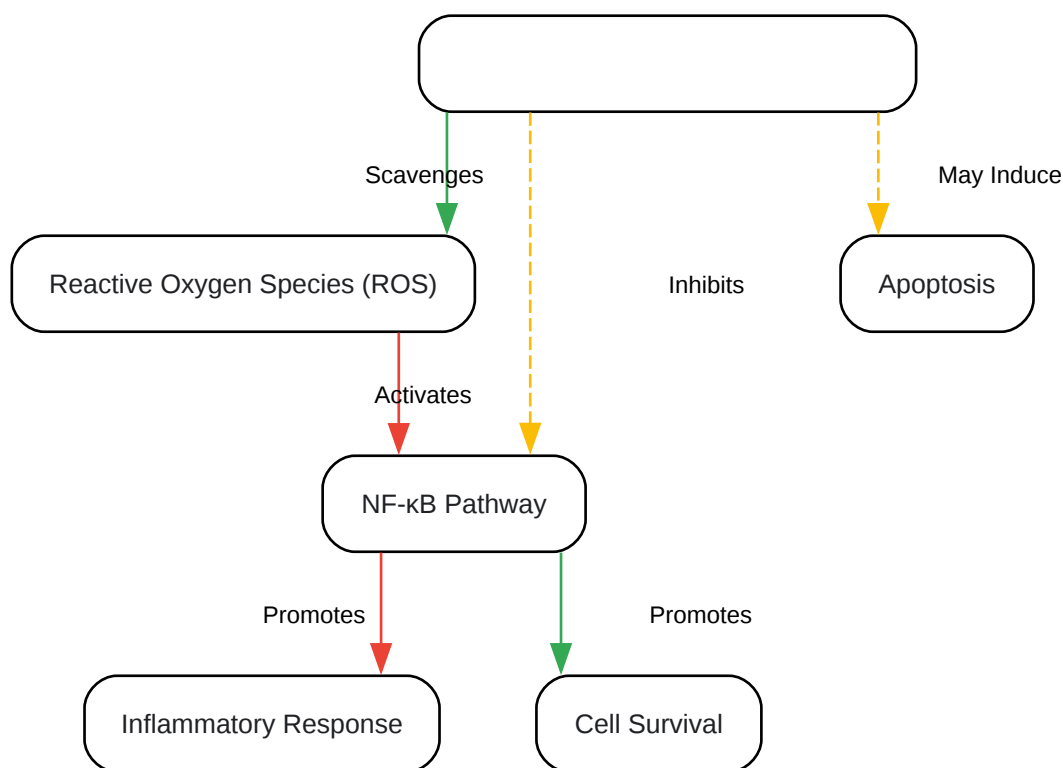 Scavenges
May Induce
Reactive Oxygen Species (ROS)
Inhibits
Apoptosis
Activates
NF-κB Pathway
Promotes
Promotes
Inflammatory Response
Cell Survival